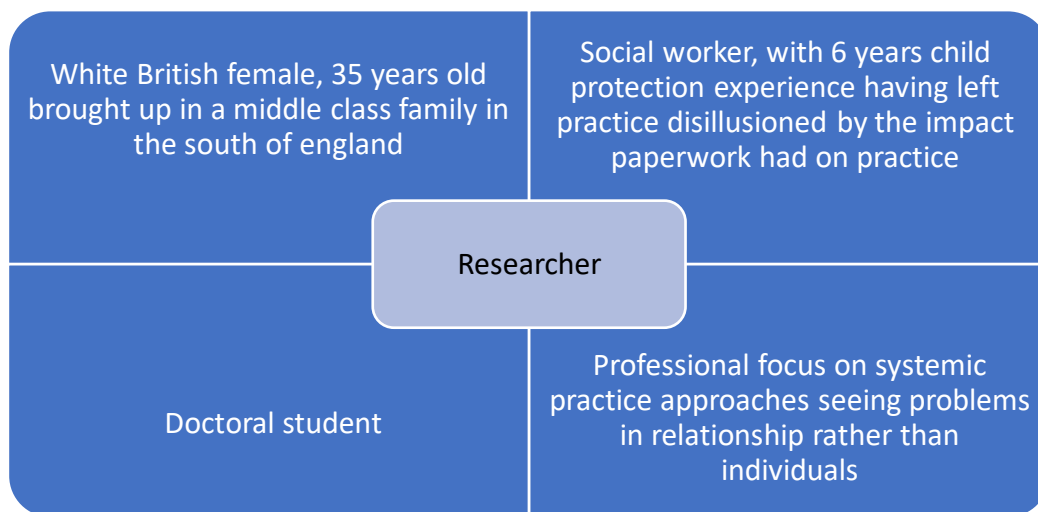 White British female, 35 years old
brought up in a middle class family in
the south of england
Social worker, with 6 years child
protection experience having left
practice disillusioned by the impact
paperwork had on practice
Researcher
Doctoral student
Professional focus on systemic
practice approaches seeing problems
in relationship rather than
individuals